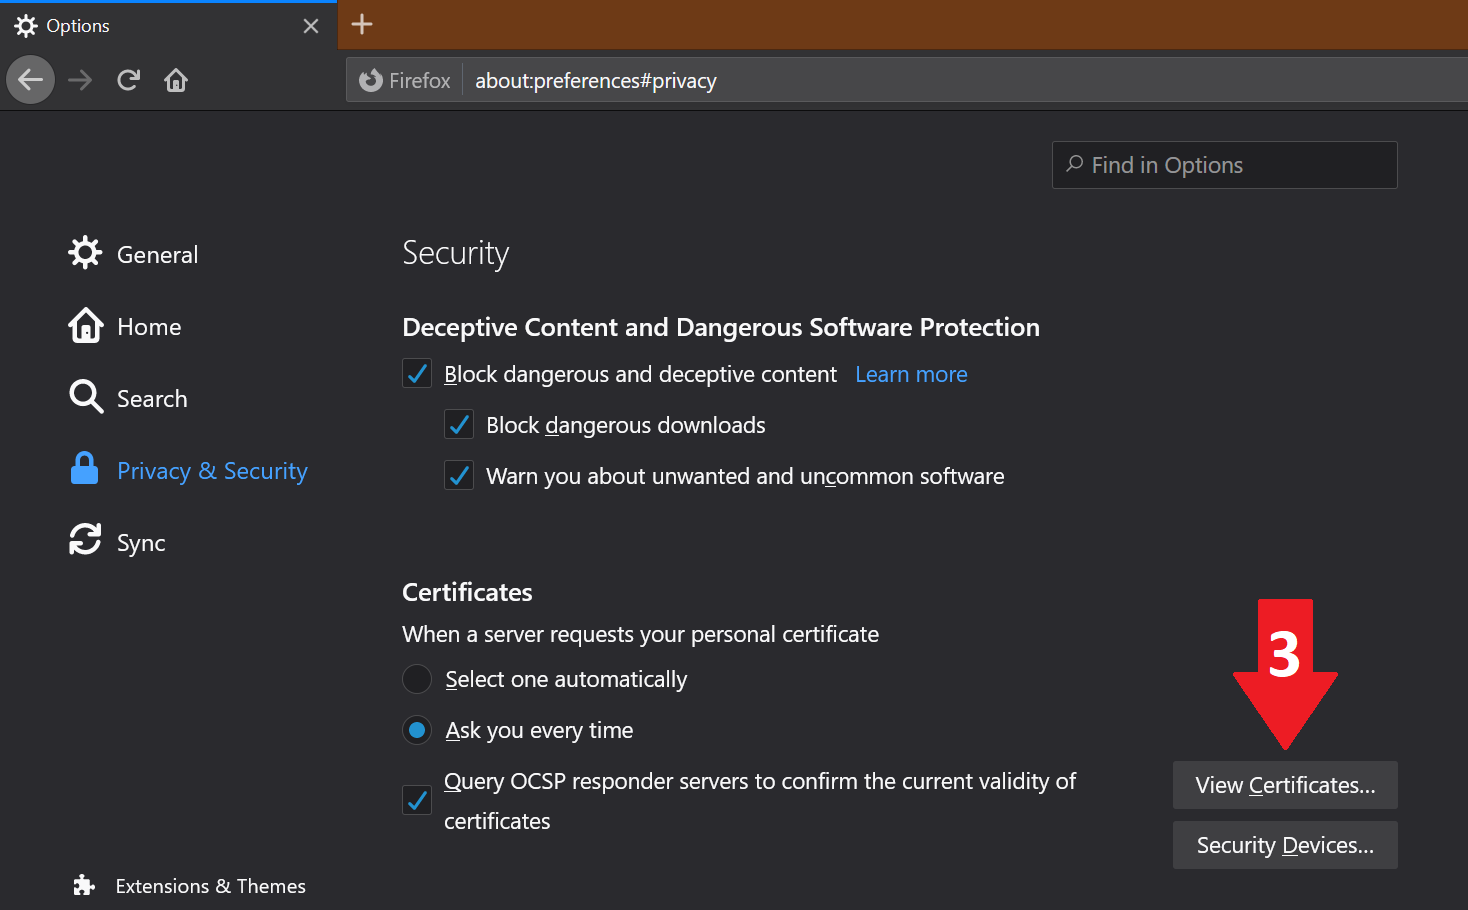 Options
Firefox about:preferences#privacy
Find in Options
General
Home
Search
Privacy & Security
Sync
Extensions & Themes
Security
Deceptive Content and Dangerous Software Protection
Block dangerous and deceptive content Learn more
Block dangerous downloads
Warn you about unwanted and uncommon software
Certificates
When a server requests your personal certificate
Select one automatically
Ask you every time
Query OCSP responder servers to confirm the current validity of
certificates
3
View Certificates...
Security Devices...